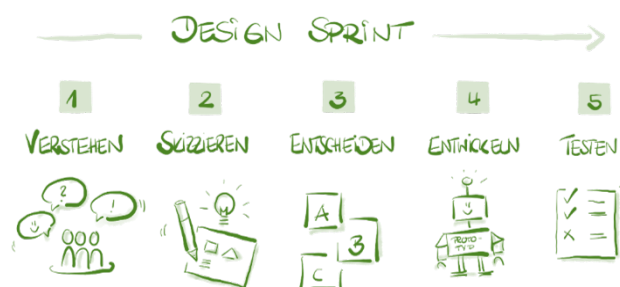 DESIGN SPRINT
1 2 3 4 5
VERSTEHEN SKIZZIEREN ENTSCHEIDEN ENTWICKELN TESTEN
? !
A
3
C
PROTO-
TYP